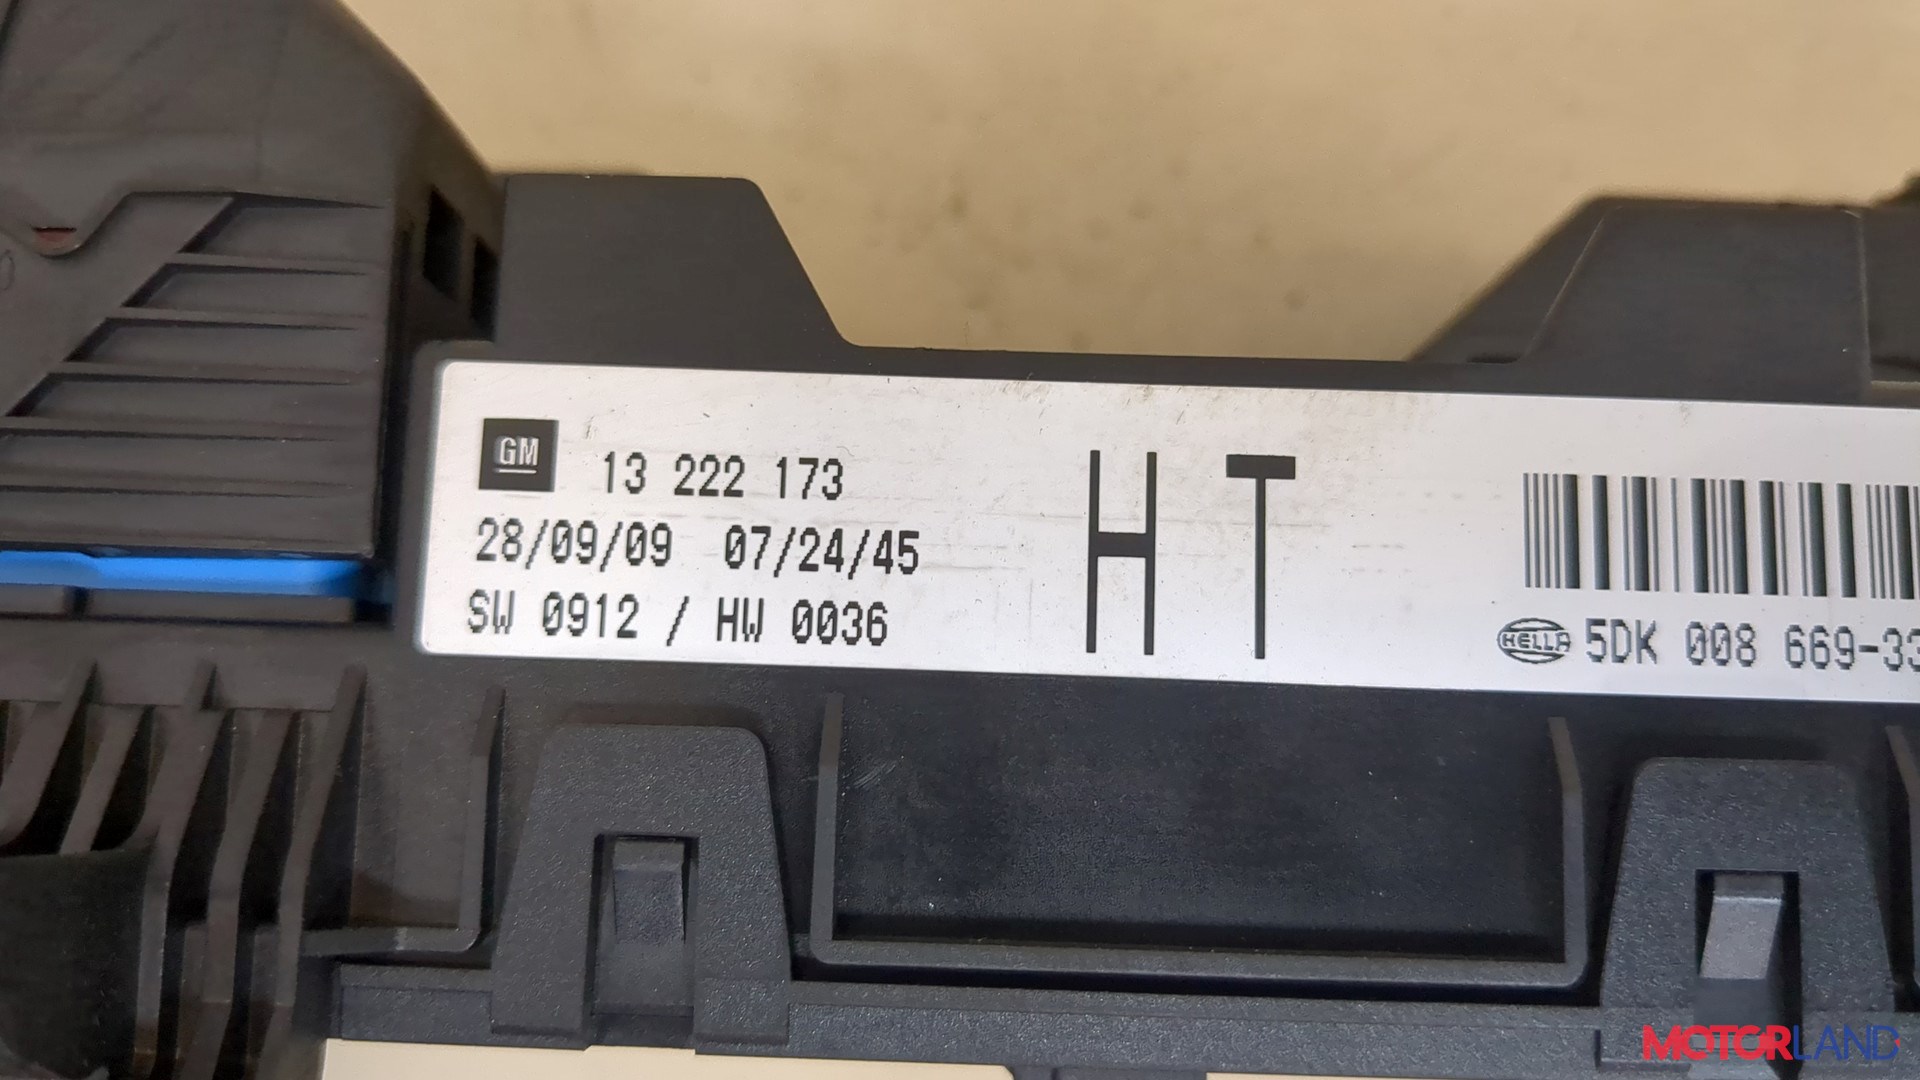 GM 13 222 173
28/09/09 07/24/45
SW 0912 / HW 0036
HT
HELLA 5DK 008 669-33
MOTORLAND